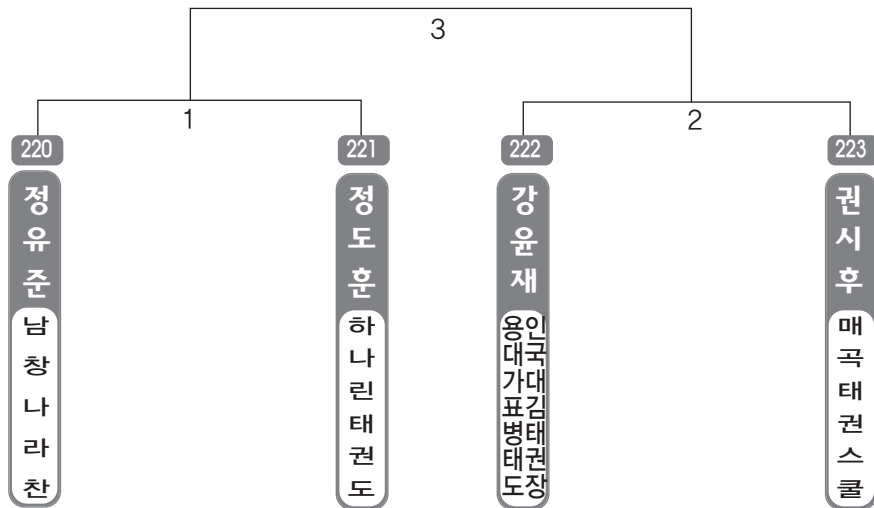 3
1
2
220
정유준
남창나라찬
221
정도훈
하나린태권도
222
강윤재
용인대국가대표김병태태권도장
223
권시후
매곡태권스쿨